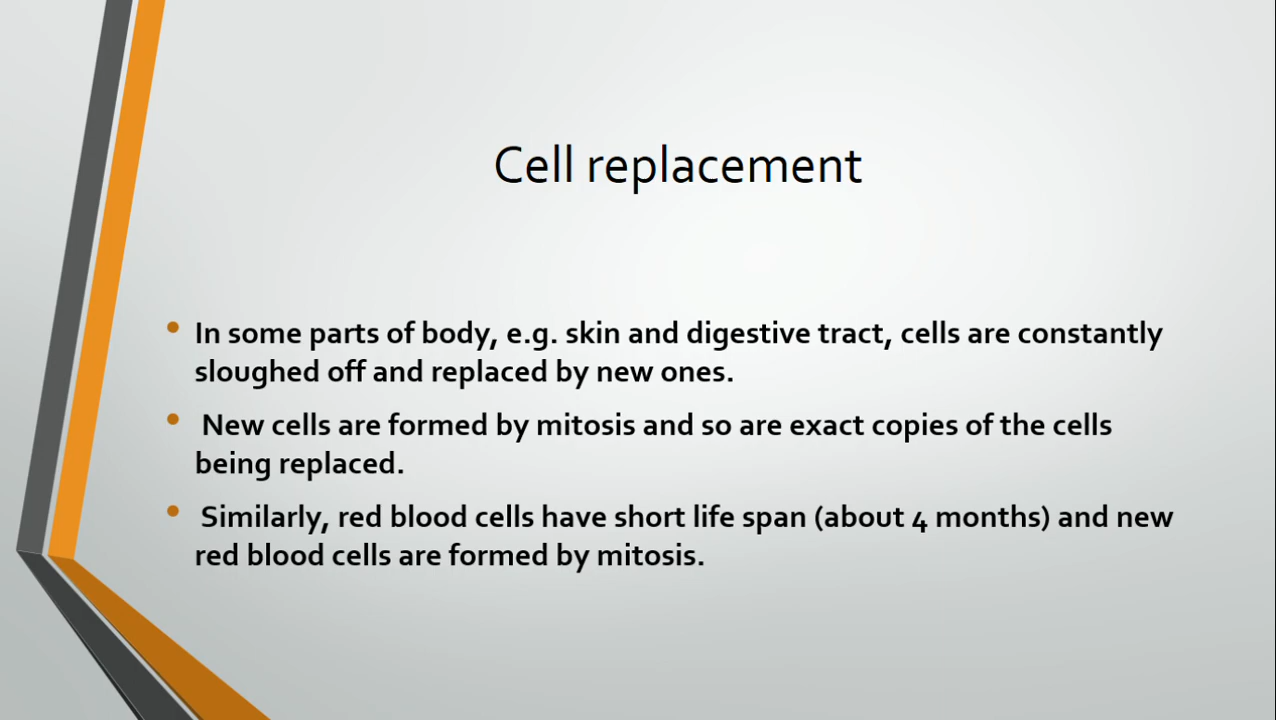 Cell replacement
• In some parts of body, e.g. skin and digestive tract, cells are constantly
sloughed off and replaced by new ones.
• New cells are formed by mitosis and so are exact copies of the cells
being replaced.
• Similarly, red blood cells have short life span (about 4 months) and new
red blood cells are formed by mitosis.